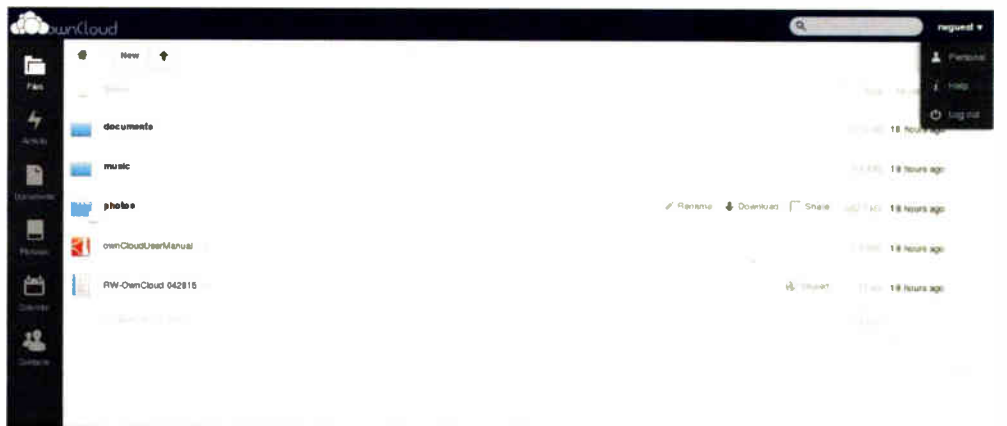 ownCloud
rwguest
Personal
Files
New
Help
Name
Log out
Activity
documents
18 hours ago
music
18 hours ago
Documents
photos
Rename Download Share
18 hours ago
Pictures
ownCloudUserManual
18 hours ago
RW-OwnCloud 042815
Shared
18 hours ago
Calendar
Contacts